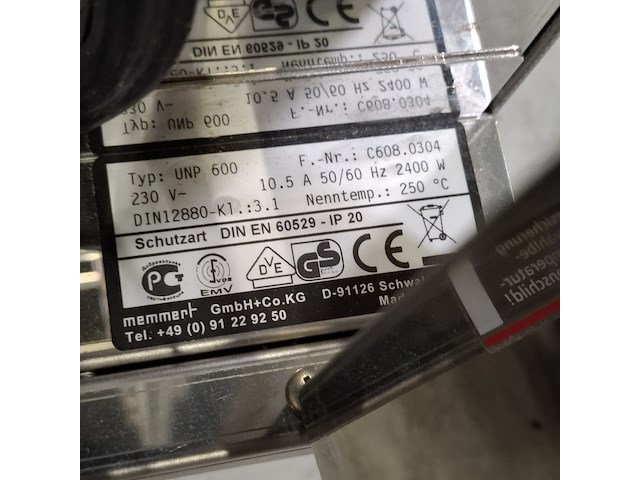 Typ: UNP 600 F.-Nr.: C608.0304
230 V~ 10.5 A 50/60 Hz 2400 W
DIN12880-Kl.:3.1 Nenntemp.: 250 °C
Schutzart DIN EN 60529 - IP 20
VDE GS
EMV
memmert GmbH+Co.KG D-91126
Tel. +49 (0) 91 22 92 50